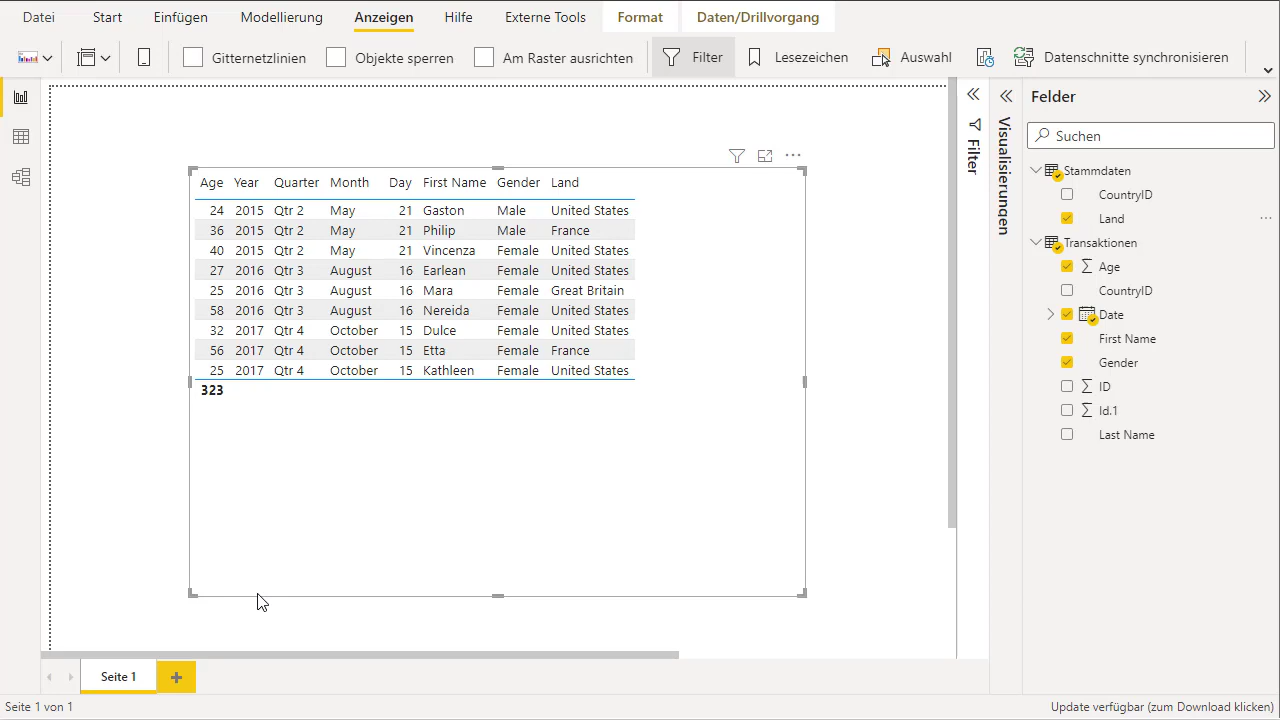 Datei Start Einfügen Modellierung Anzeigen Hilfe Externe Tools Format Daten/Drillvorgang
Gitternetzlinien Objekte sperren Am Raster ausrichten Filter Lesezeichen Auswahl Datenschnitte synchronisieren
Felder
Suchen
Filter
Visualisierungen
Stammdaten
CountryID
Land
Transaktionen
Age
CountryID
Date
First Name
Gender
ID
Id.1
Last Name
Age Year Quarter Month Day First Name Gender Land
24 2015 Qtr 2 May 21 Gaston Male United States
36 2015 Qtr 2 May 21 Philip Male France
40 2015 Qtr 2 May 21 Vincenza Female United States
27 2016 Qtr 3 August 16 Earlean Female United States
25 2016 Qtr 3 August 16 Mara Female Great Britain
58 2016 Qtr 3 August 16 Nereida Female United States
32 2017 Qtr 4 October 15 Dulce Female United States
56 2017 Qtr 4 October 15 Etta Female France
25 2017 Qtr 4 October 15 Kathleen Female United States
323
Seite 1
Seite 1 von 1
Update verfügbar (zum Download klicken)